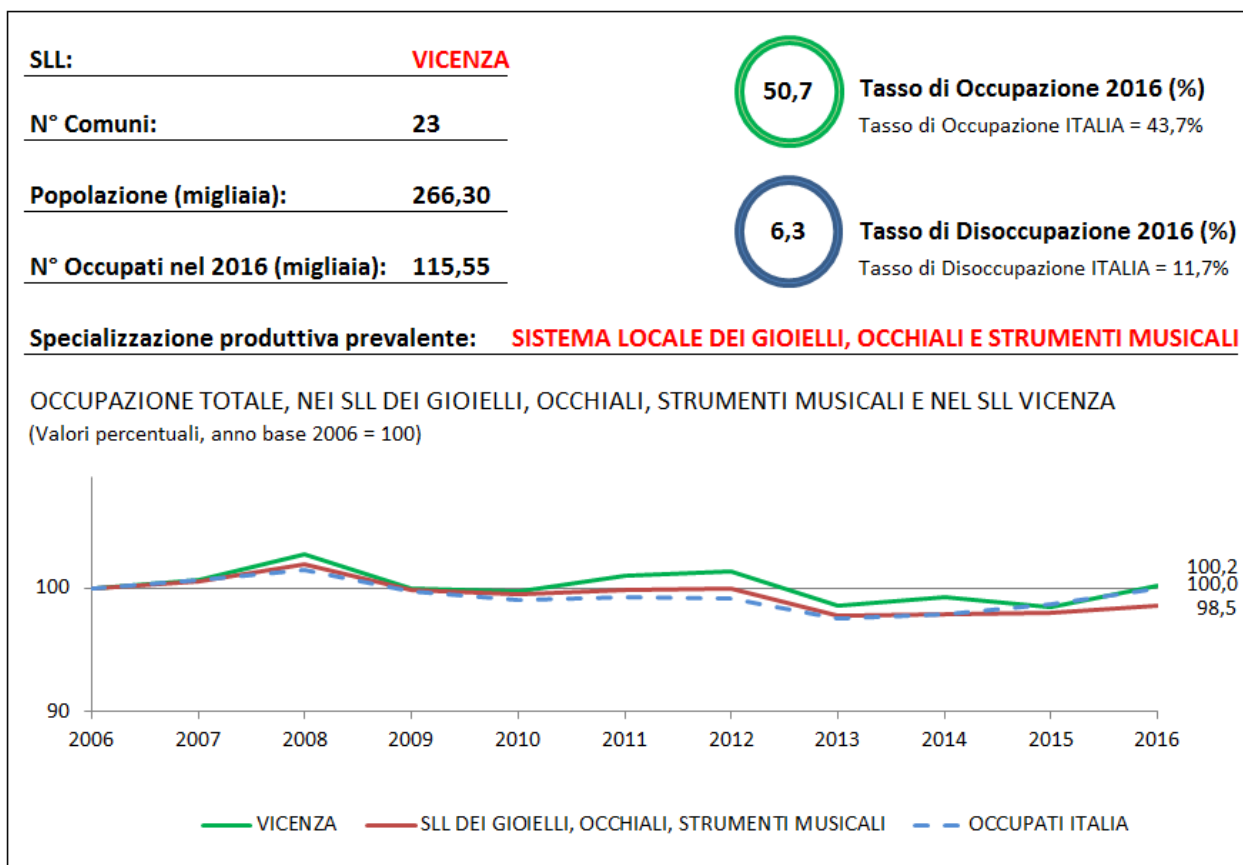 SLL: VICENZA
N° Comuni: 23
Popolazione (migliaia): 266,30
N° Occupati nel 2016 (migliaia): 115,55
50,7 Tasso di Occupazione 2016 (%)
Tasso di Occupazione ITALIA = 43,7%
6,3 Tasso di Disoccupazione 2016 (%)
Tasso di Disoccupazione ITALIA = 11,7%
Specializzazione produttiva prevalente: SISTEMA LOCALE DEI GIOIELLI, OCCHIALI E STRUMENTI MUSICALI
OCCUPAZIONE TOTALE, NEI SLL DEI GIOIELLI, OCCHIALI, STRUMENTI MUSICALI E NEL SLL VICENZA
(Valori percentuali, anno base 2006 = 100)
100
90
100,2
100,0
98,5
2006 2007 2008 2009 2010 2011 2012 2013 2014 2015 2016
VICENZA SLL DEI GIOIELLI, OCCHIALI, STRUMENTI MUSICALI OCCUPATI ITALIA